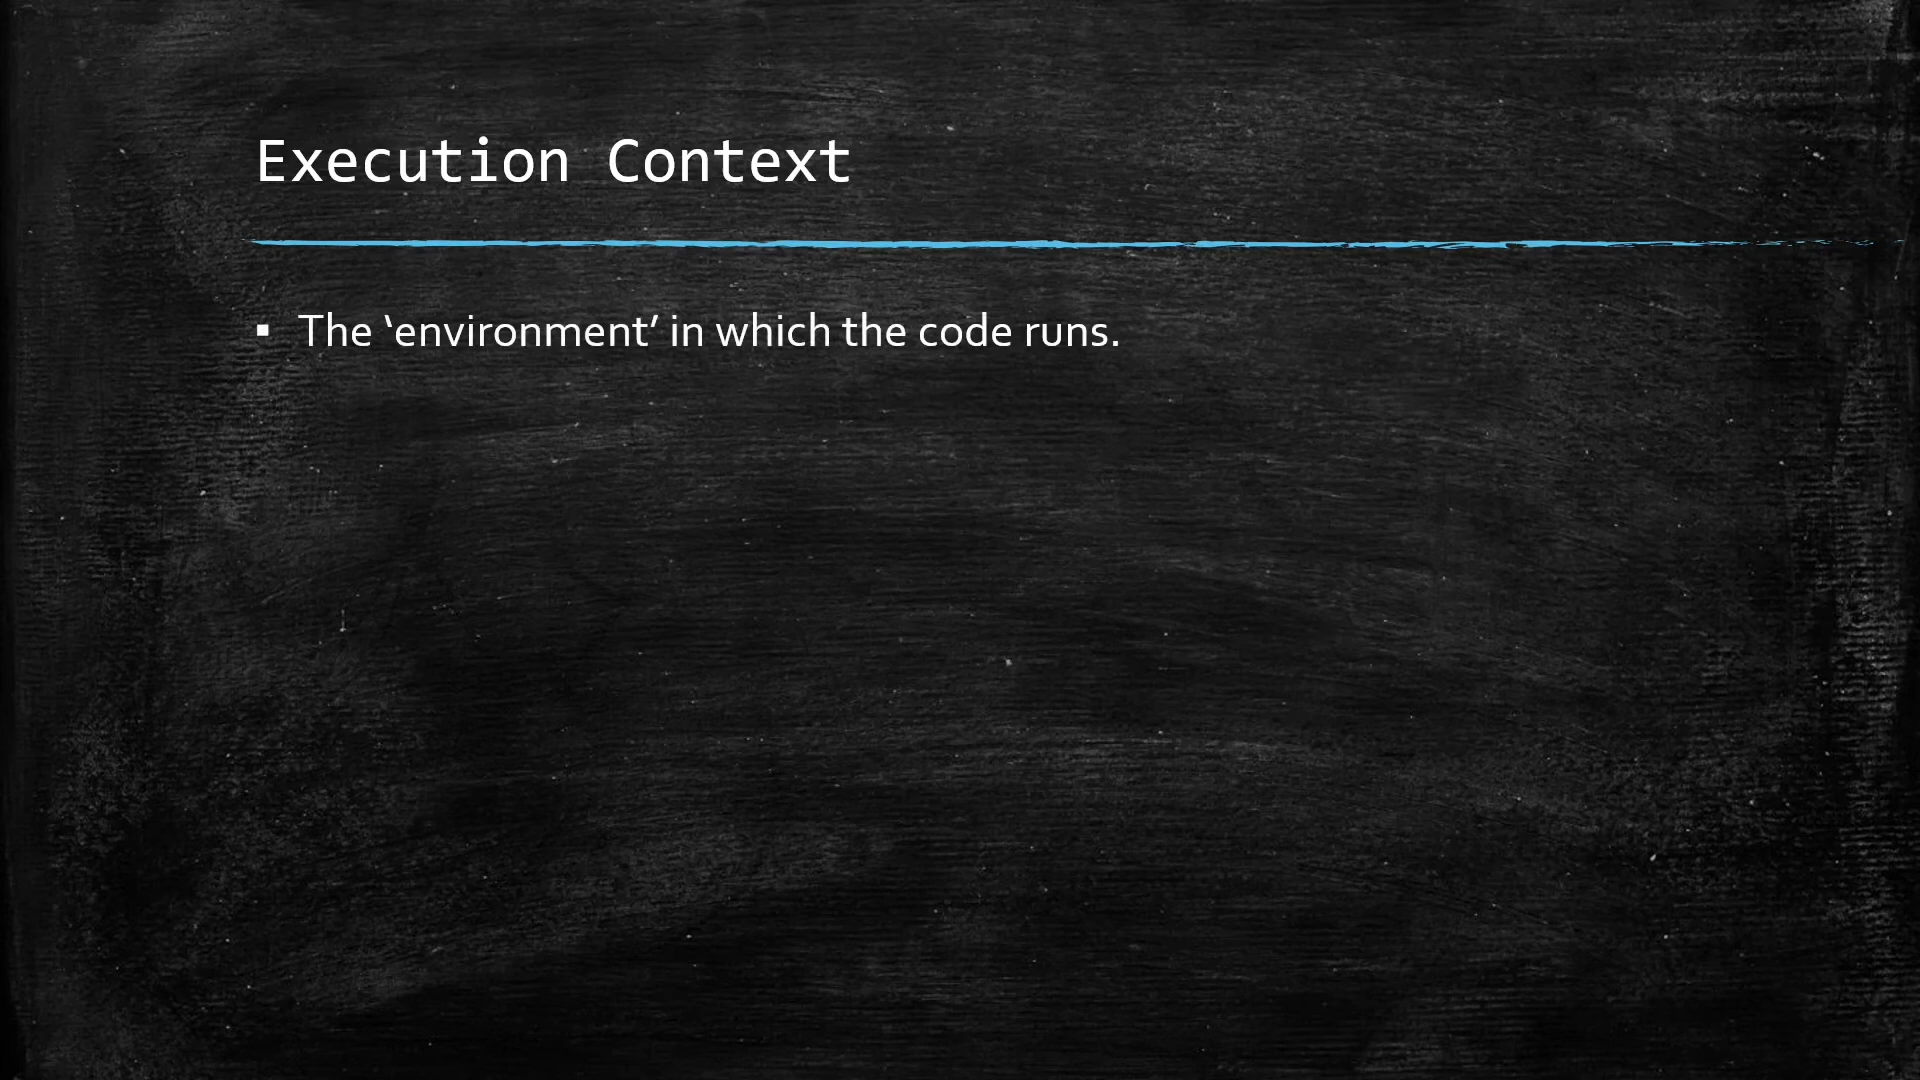 Execution Context
▪ The ‘environment’ in which the code runs.